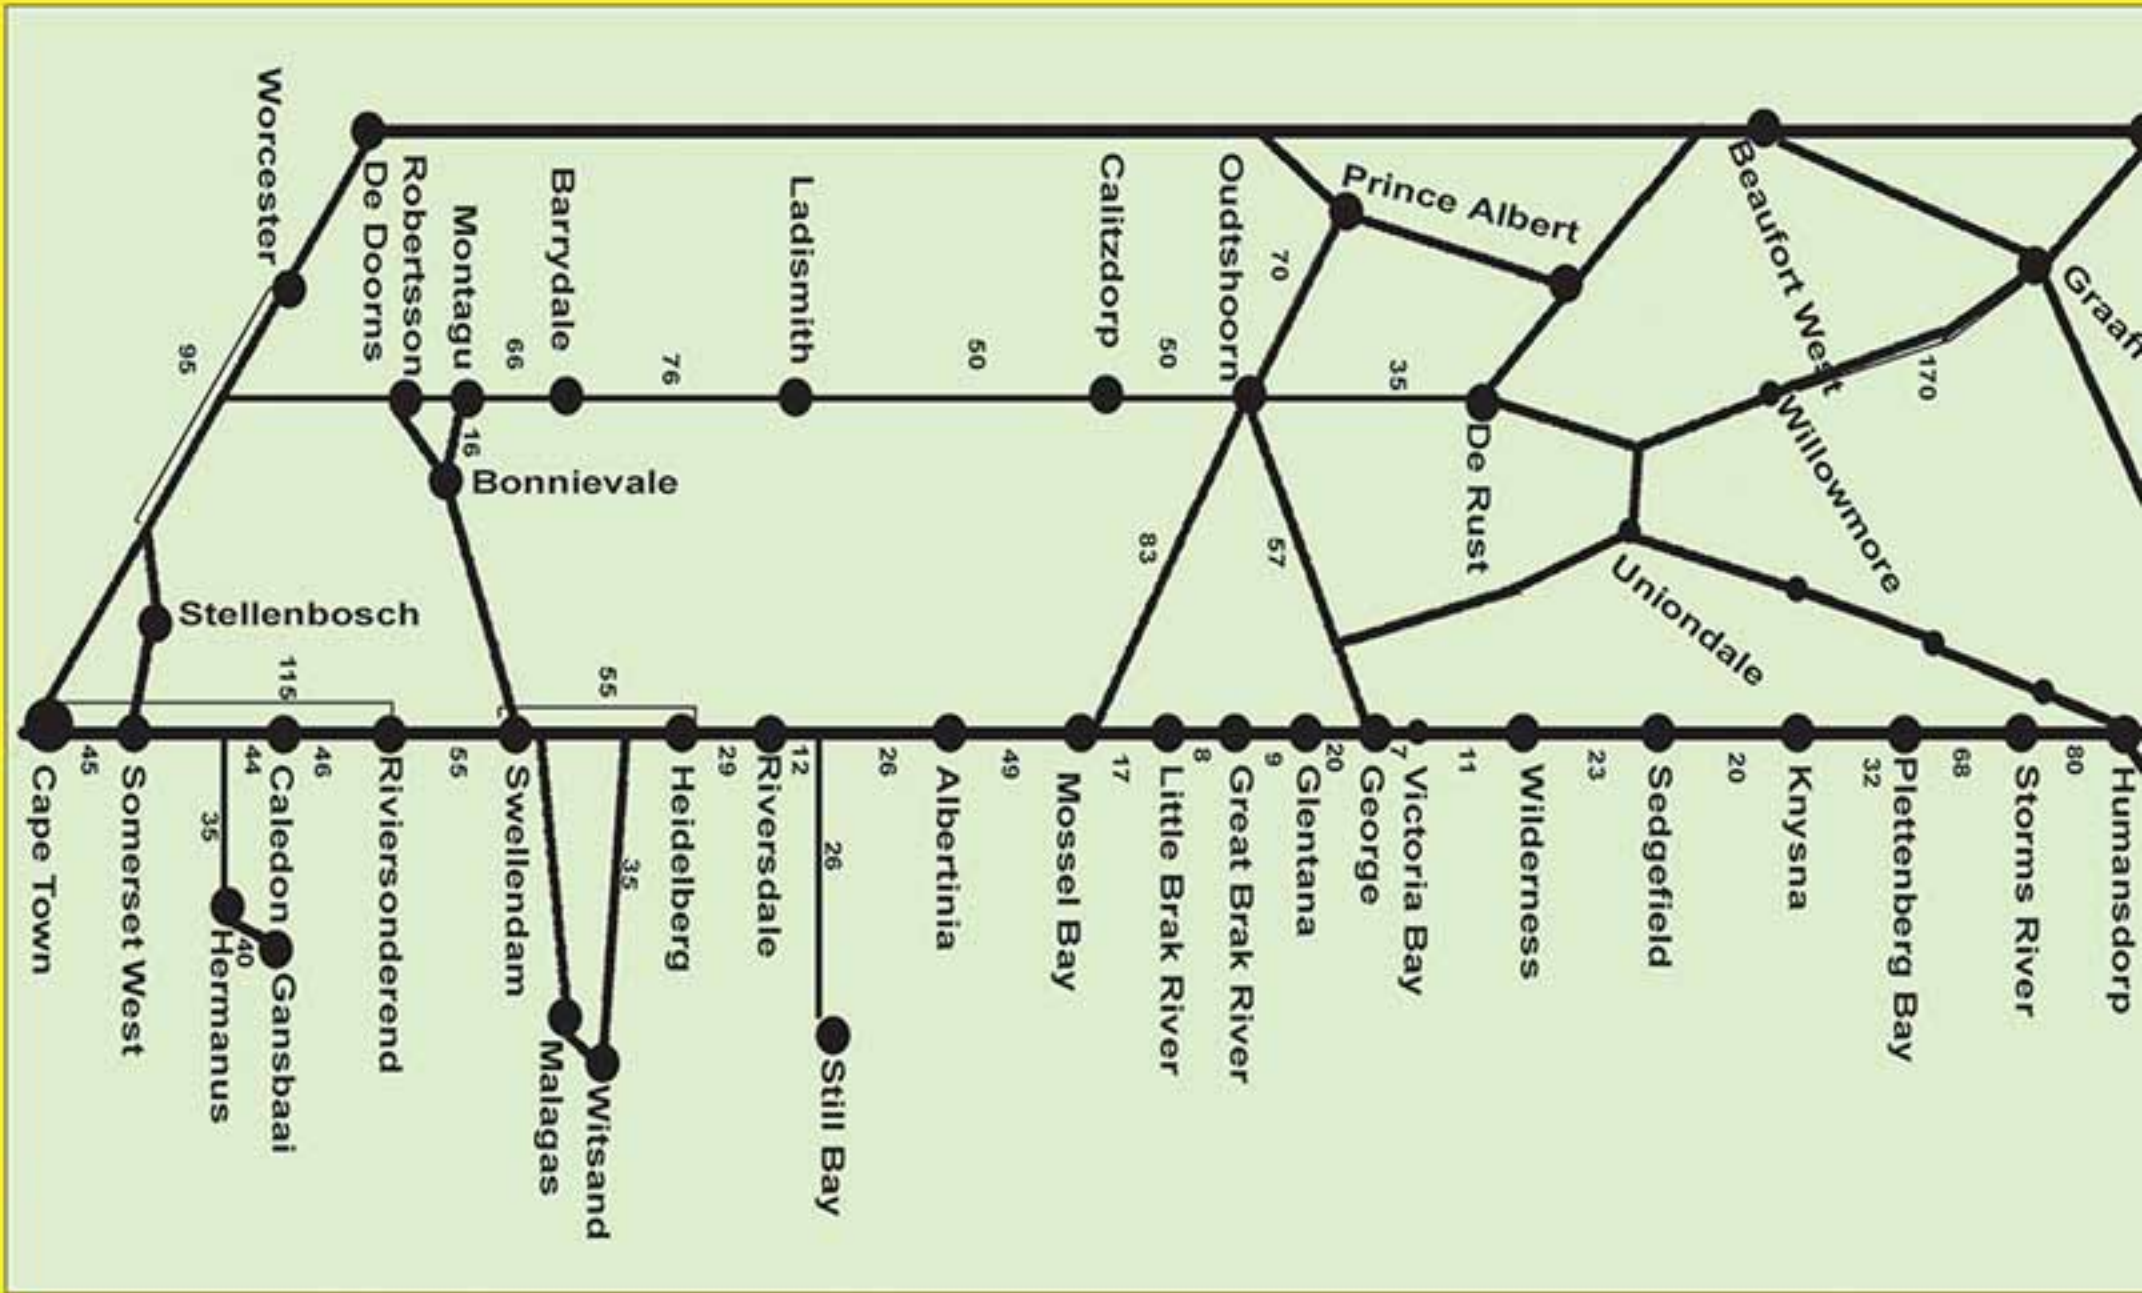 Worcester
De Doorns
Robertsson
Montagu
Barrydale
Ladismith
Calitzdorp
Oudtshoorn
Prince Albert
Beaufort West
Graaff
95
66
76
50
50
70
35
170
16
Bonnievale
De Rust
Willowmore
83
57
Uniondale
Stellenbosch
115
55
45
44
46
55
29
12
26
49
17
8
9
20
7
11
23
20
32
68
80
Cape Town
Somerset West
Caledon
Riviersonderend
Swellendam
Heidelberg
Riversdale
Albertinia
Mossel Bay
Little Brak River
Great Brak River
Glentana
George
Victoria Bay
Wilderness
Sedgefield
Knysna
Plettenberg Bay
Storms River
Humansdorp
35
40
35
26
Hermanus
Gansbaai
Malagas
Witsand
Still Bay